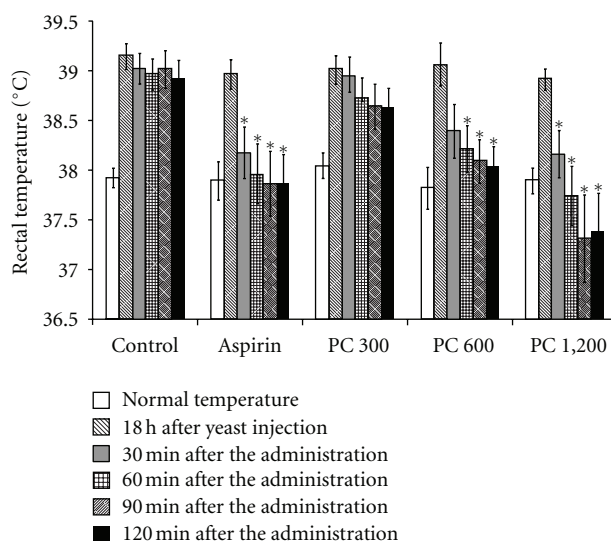 39.5
39
38.5
38
37.5
37
36.5
Rectal temperature (°C)
* * * *
* * *
* * * *
Control Aspirin PC 300 PC 600 PC 1,200
Normal temperature
18 h after yeast injection
30 min after the administration
60 min after the administration
90 min after the administration
120 min after the administration